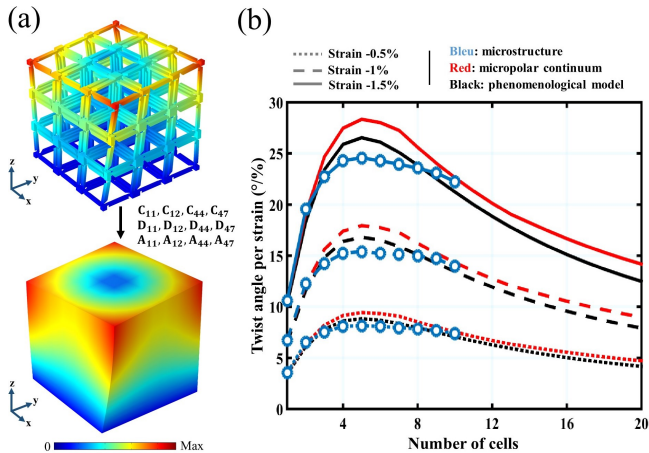 (a)
z
y
x
C11, C12, C44, C47
D11, D12, D44, D47
A11, A12, A44, A47
z
y
x
0 Max
(b)
Strain -0.5%
Strain -1%
Strain -1.5%
Bleu: microstructure
Red: micropolar continuum
Black: phenomenological model
Twist angle per strain (°/%)
30
25
20
15
10
5
0
4 8 12 16 20
Number of cells